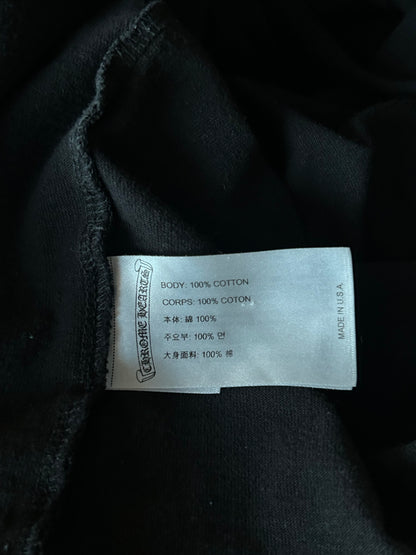 CHROME HEARTS
BODY: 100% COTTON
CORPS: 100% COTON
本体: 綿 100%
주요부: 100% 면
大身面料: 100% 棉
MADE IN U.S.A.